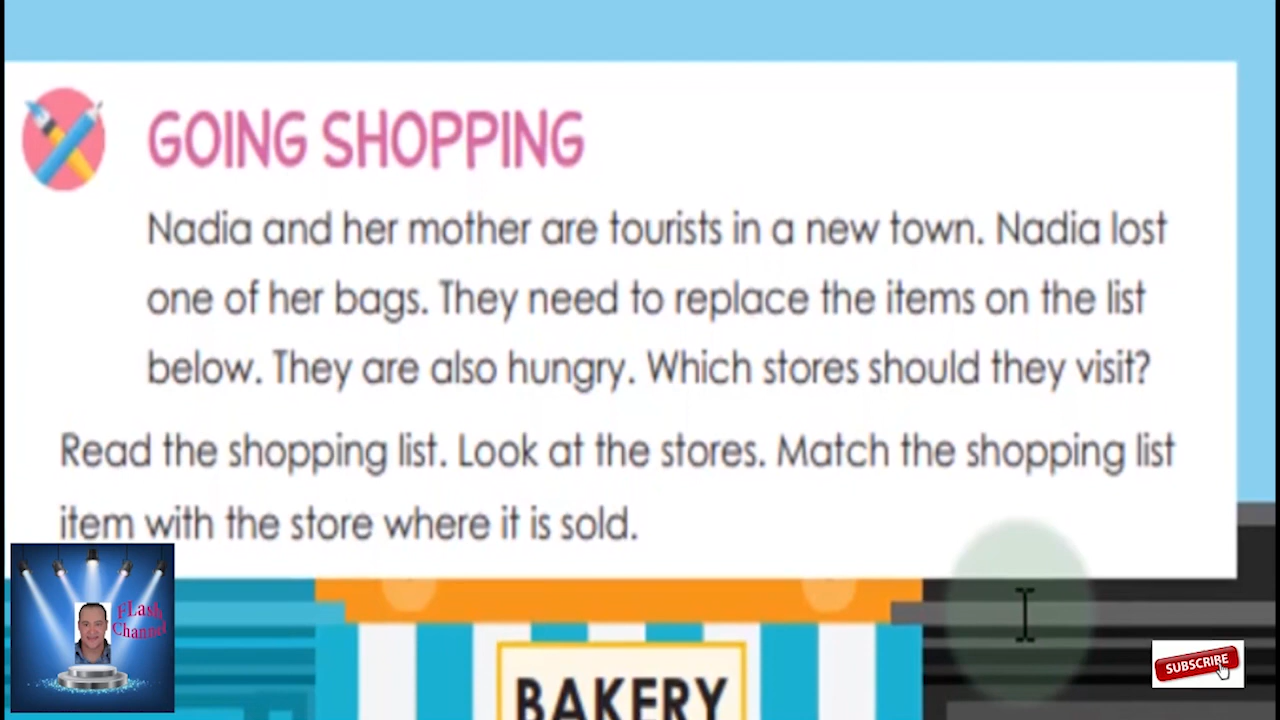 GOING SHOPPING
Nadia and her mother are tourists in a new town. Nadia lost
one of her bags. They need to replace the items on the list
below. They are also hungry. Which stores should they visit?
Read the shopping list. Look at the stores. Match the shopping list
item with the store where it is sold.
FLash
Channel
SUBSCRIBE
BAKERY